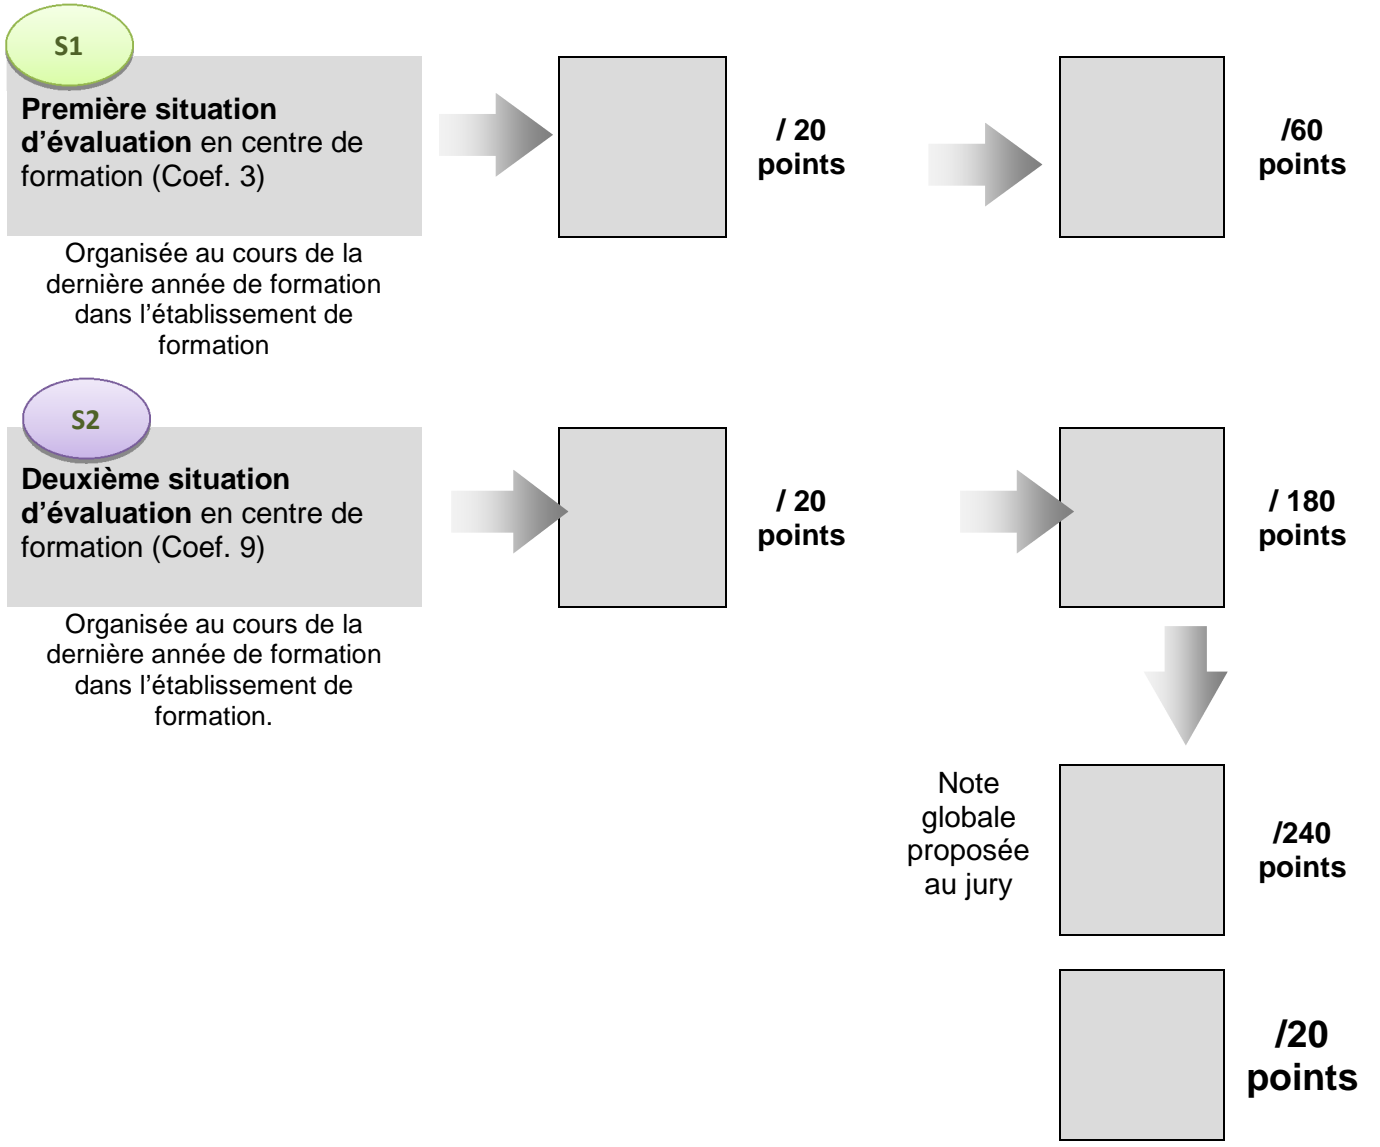 S1
Première situation
d’évaluation en centre de
formation (Coef. 3)
/ 20
points
/60
points
Organisée au cours de la
dernière année de formation
dans l’établissement de
formation
S2
Deuxième situation
d’évaluation en centre de
formation (Coef. 9)
/ 20
points
/ 180
points
Organisée au cours de la
dernière année de formation
dans l’établissement de
formation.
Note
globale
proposée
au jury
/240
points
/20
points